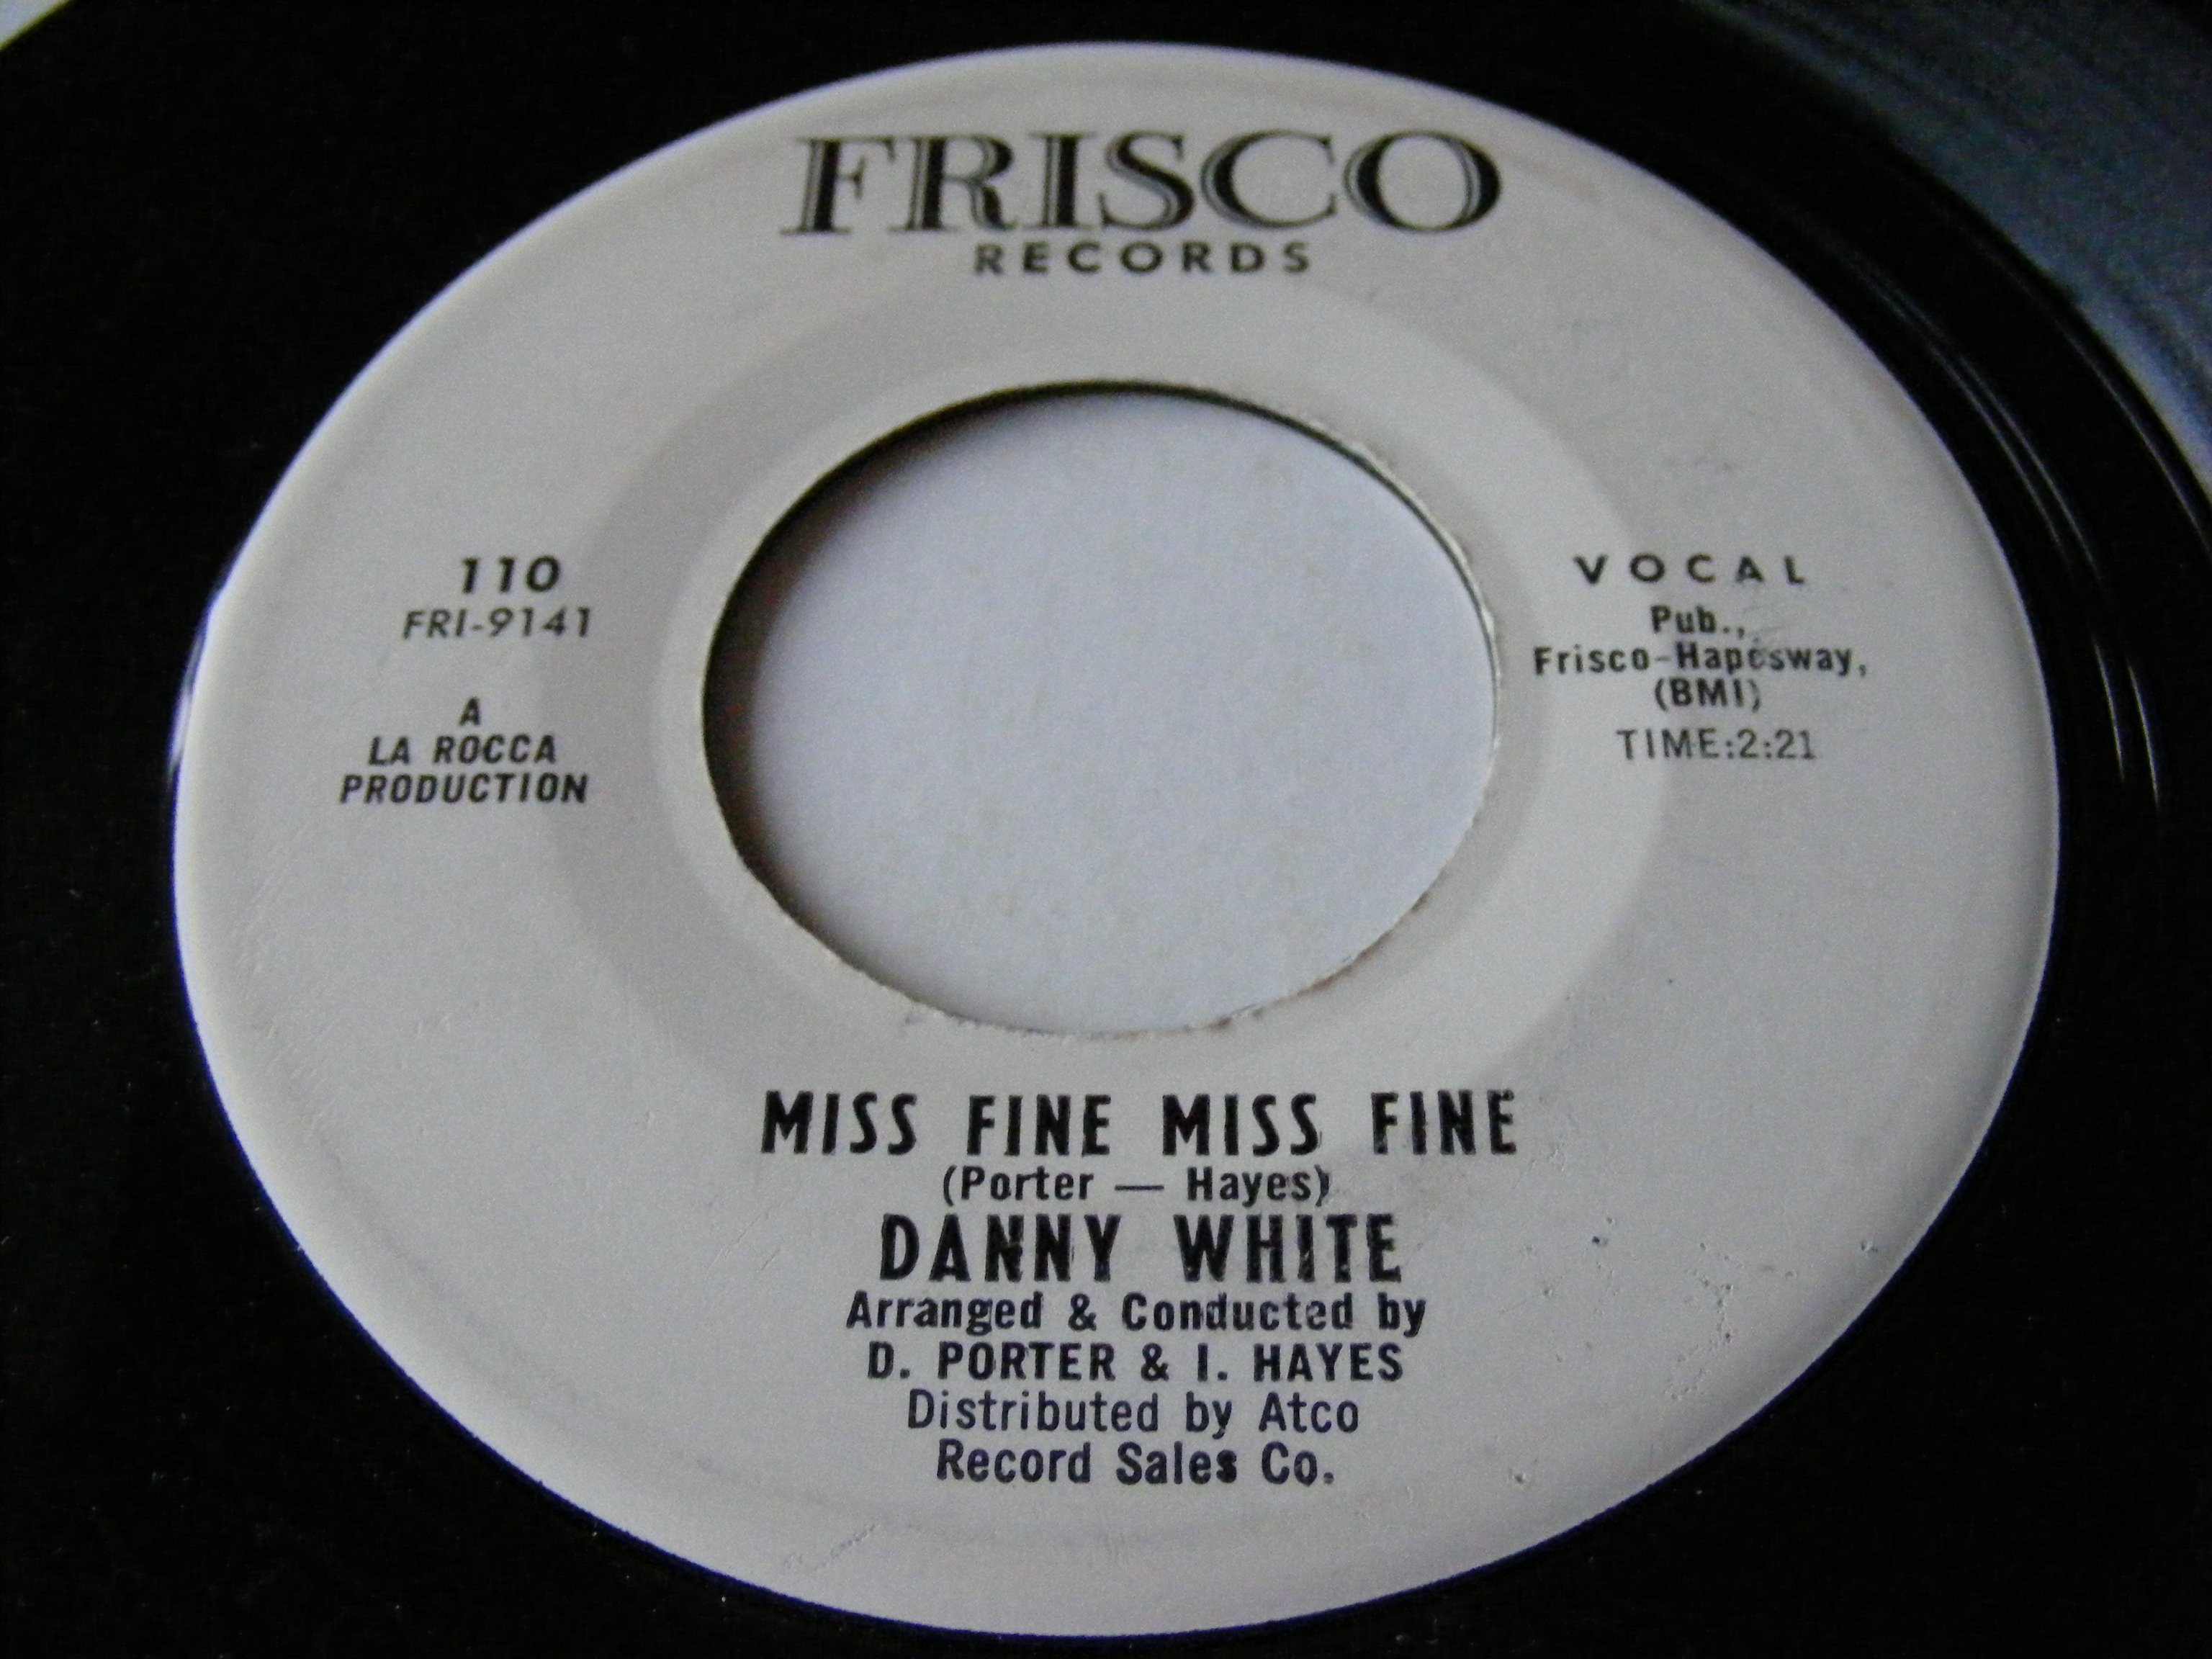 FRISCO
RECORDS
110
FRI-9141
A
LA ROCCA
PRODUCTION
VOCAL
Pub.,
Frisco-Hapesway,
(BMI)
TIME:2:21
MISS FINE MISS FINE
(Porter — Hayes)
DANNY WHITE
Arranged & Conducted by
D. PORTER & I. HAYES
Distributed by Atco
Record Sales Co.